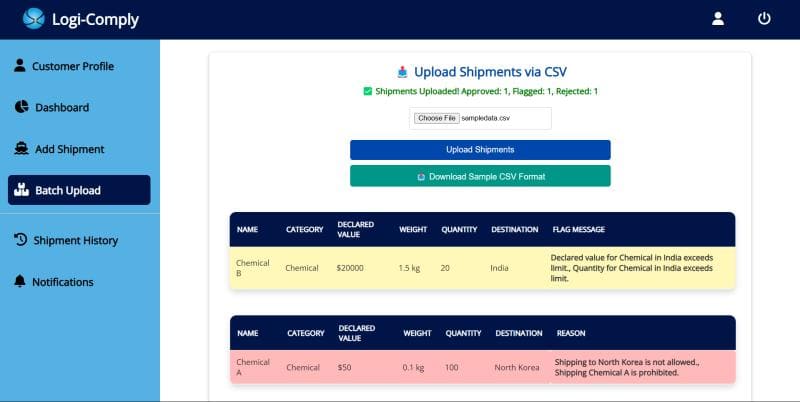 Logi-Comply
Customer Profile
Dashboard
Add Shipment
Batch Upload
Shipment History
Notifications
Upload Shipments via CSV
Shipments Uploaded! Approved: 1, Flagged: 1, Rejected: 1
Choose File sampledata.csv
Upload Shipments
Download Sample CSV Format
NAME CATEGORY DECLARED VALUE WEIGHT QUANTITY DESTINATION FLAG MESSAGE
Chemical B Chemical $20000 1.5 kg 20 India Declared value for Chemical in India exceeds limit., Quantity for Chemical in India exceeds limit.
NAME CATEGORY DECLARED VALUE WEIGHT QUANTITY DESTINATION REASON
Chemical A Chemical $50 0.1 kg 100 North Korea Shipping to North Korea is not allowed., Shipping Chemical A is prohibited.